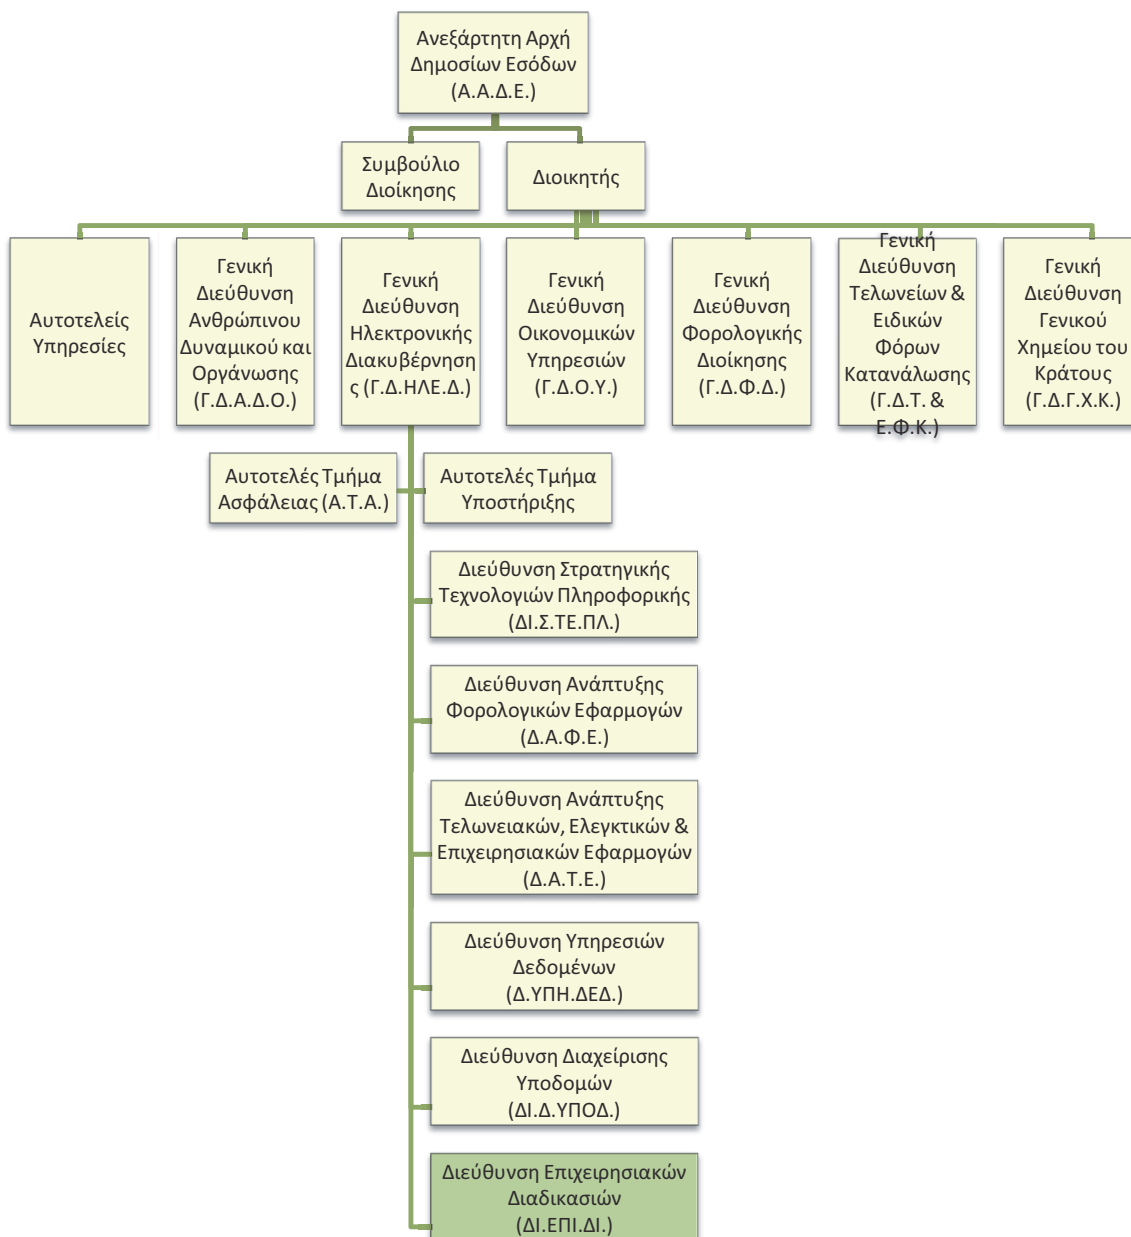 Ανεξάρτητη Αρχή
Δημοσίων Εσόδων
(Α.Α.Δ.Ε.)
Συμβούλιο
Διοίκησης
Διοικητής
Αυτοτελείς
Υπηρεσίες
Γενική
Διεύθυνση
Ανθρώπινου
Δυναμικού και
Οργάνωσης
(Γ.Δ.Α.Δ.Ο.)
Γενική
Διεύθυνση
Ηλεκτρονικής
Διακυβέρνηση
ς (Γ.Δ.ΗΛΕ.Δ.)
Γενική
Διεύθυνση
Οικονομικών
Υπηρεσιών
(Γ.Δ.Ο.Υ.)
Γενική
Διεύθυνση
Φορολογικής
Διοίκησης
(Γ.Δ.Φ.Δ.)
Γενική
Διεύθυνση
Τελωνείων &
Ειδικών
Φόρων
Κατανάλωσης
(Γ.Δ.Τ. &
Ε.Φ.Κ.)
Γενική
Διεύθυνση
Γενικού
Χημείου του
Κράτους
(Γ.Δ.Γ.Χ.Κ.)
Αυτοτελές Τμήμα
Ασφάλειας (Α.Τ.Α.)
Αυτοτελές Τμήμα
Υποστήριξης
Διεύθυνση Στρατηγικής
Τεχνολογιών Πληροφορικής
(ΔΙ.Σ.ΤΕ.ΠΛ.)
Διεύθυνση Ανάπτυξης
Φορολογικών Εφαρμογών
(Δ.Α.Φ.Ε.)
Διεύθυνση Ανάπτυξης
Τελωνειακών, Ελεγκτικών &
Επιχειρησιακών Εφαρμογών
(Δ.Α.Τ.Ε.)
Διεύθυνση Υπηρεσιών
Δεδομένων
(Δ.ΥΠΗ.ΔΕΔ.)
Διεύθυνση Διαχείρισης
Υποδομών
(ΔΙ.Δ.ΥΠΟΔ.)
Διεύθυνση Επιχειρησιακών
Διαδικασιών
(ΔΙ.ΕΠΙ.ΔΙ.)